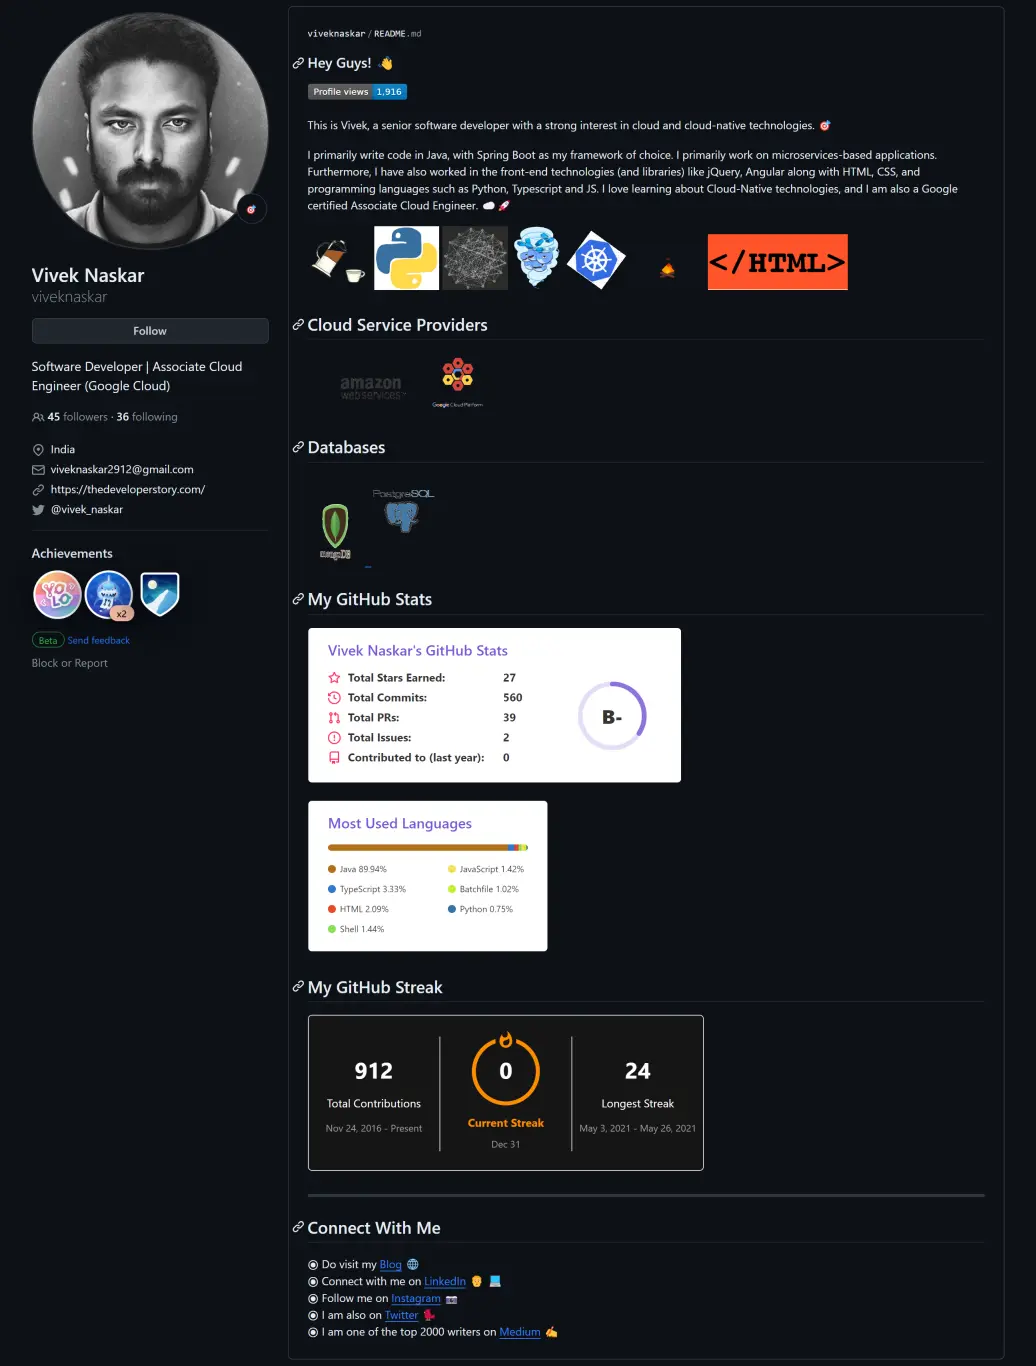 Vivek Naskar
viveknaskar
Follow
Software Developer | Associate Cloud
Engineer (Google Cloud)
45 followers · 36 following
India
viveknaskar2912@gmail.com
https://thedeveloperstory.com/
@vivek_naskar
Achievements
YOLO
x2
Beta Send feedback
Block or Report
viveknaskar/README.md
Hey Guys! 👋
Profile views 1,916
This is Vivek, a senior software developer with a strong interest in cloud and cloud-native technologies. 🎯
I primarily write code in Java, with Spring Boot as my framework of choice. I primarily work on microservices-based applications.
Furthermore, I have also worked in the front-end technologies (and libraries) like jQuery, Angular along with HTML, CSS, and
programming languages such as Python, Typescript and JS. I love learning about Cloud-Native technologies, and I am also a Google
certified Associate Cloud Engineer. ☁️ 🚀
</HTML>
Cloud Service Providers
amazon
webservices™
Google Cloud Platform
Databases
PostgreSQL
mongoDB
My GitHub Stats
Vivek Naskar's GitHub Stats
Total Stars Earned: 27
Total Commits: 560
Total PRs: 39
Total Issues: 2
Contributed to (last year): 0
B-
Most Used Languages
Java 89.94%
JavaScript 1.42%
TypeScript 3.33%
Batchfile 1.02%
HTML 2.09%
Python 0.75%
Shell 1.44%
My GitHub Streak
912
Total Contributions
Nov 24, 2016 - Present
0
Current Streak
Dec 31
24
Longest Streak
May 3, 2021 - May 26, 2021
Connect With Me
Do visit my Blog 🌐
Connect with me on LinkedIn 👨 💻
Follow me on Instagram 📷
I am also on Twitter
I am one of the top 2000 writers on Medium ✍️